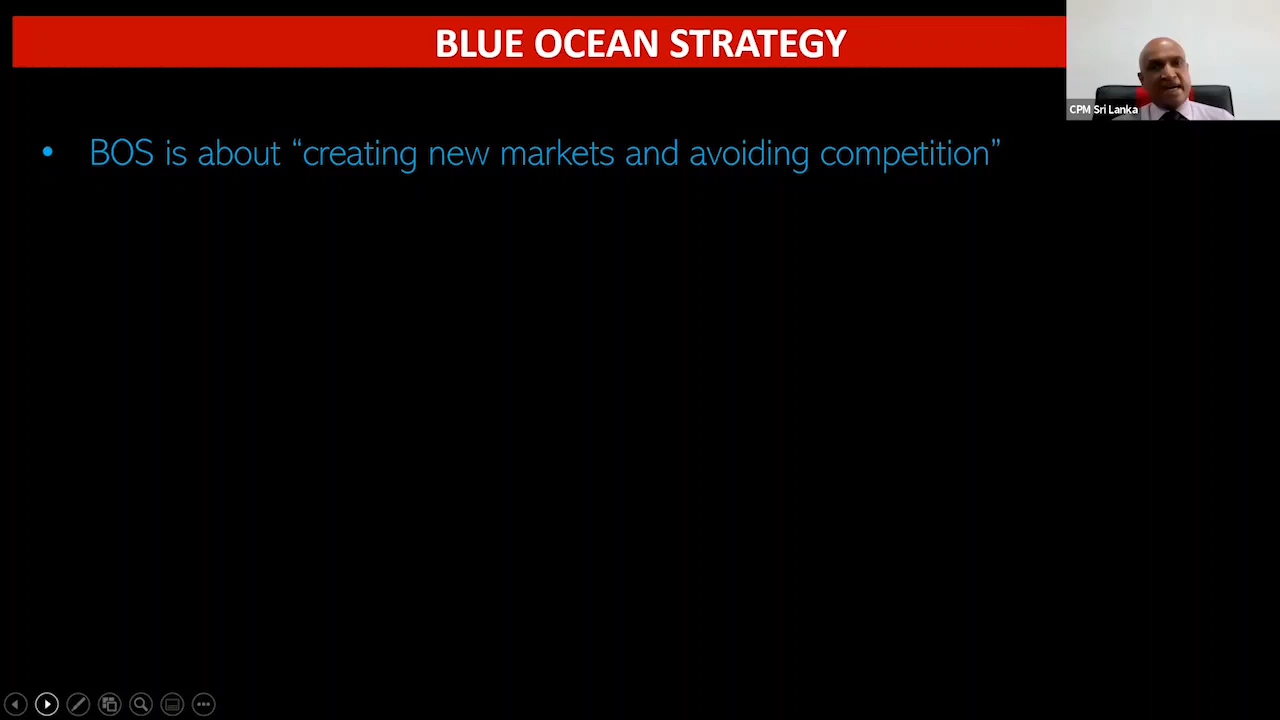 BLUE OCEAN STRATEGY
CPM Sri Lanka
• BOS is about “creating new markets and avoiding competition”